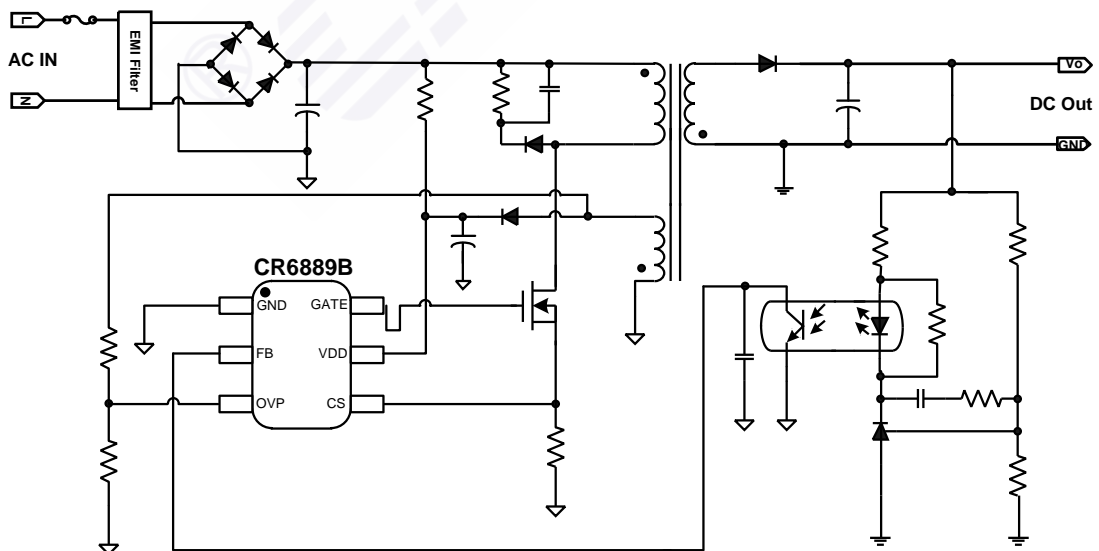 L
AC IN
N
EMI Filter
Vo
DC Out
GND
CR6889B
GND
GATE
FB
VDD
OVP
CS